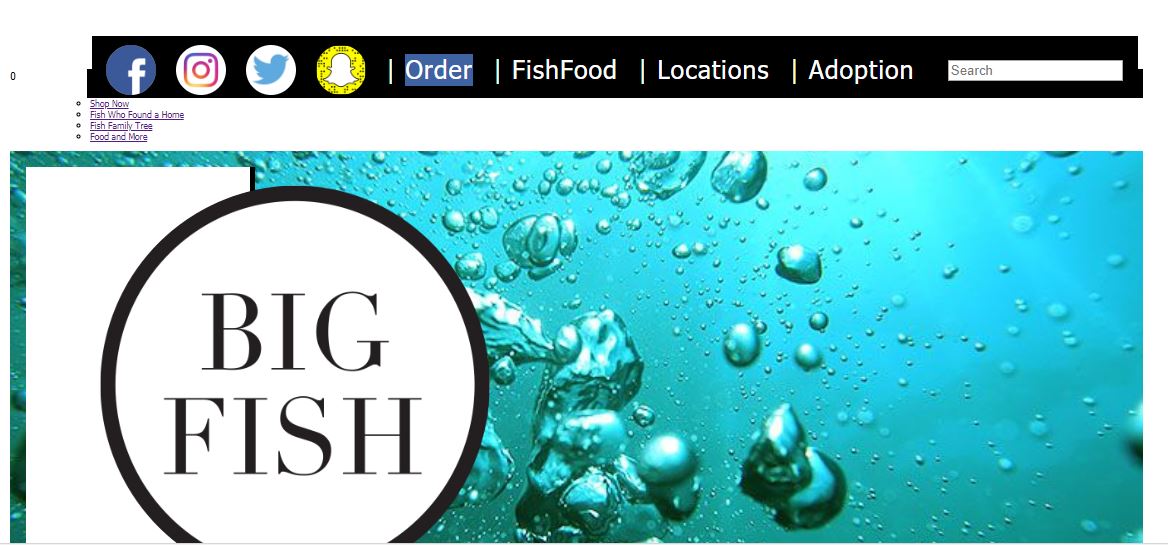 0
| Order | FishFood | Locations | Adoption Search
Shop Now
Fish Who Found a Home
Fish Family Tree
Food and More
BIG
FISH